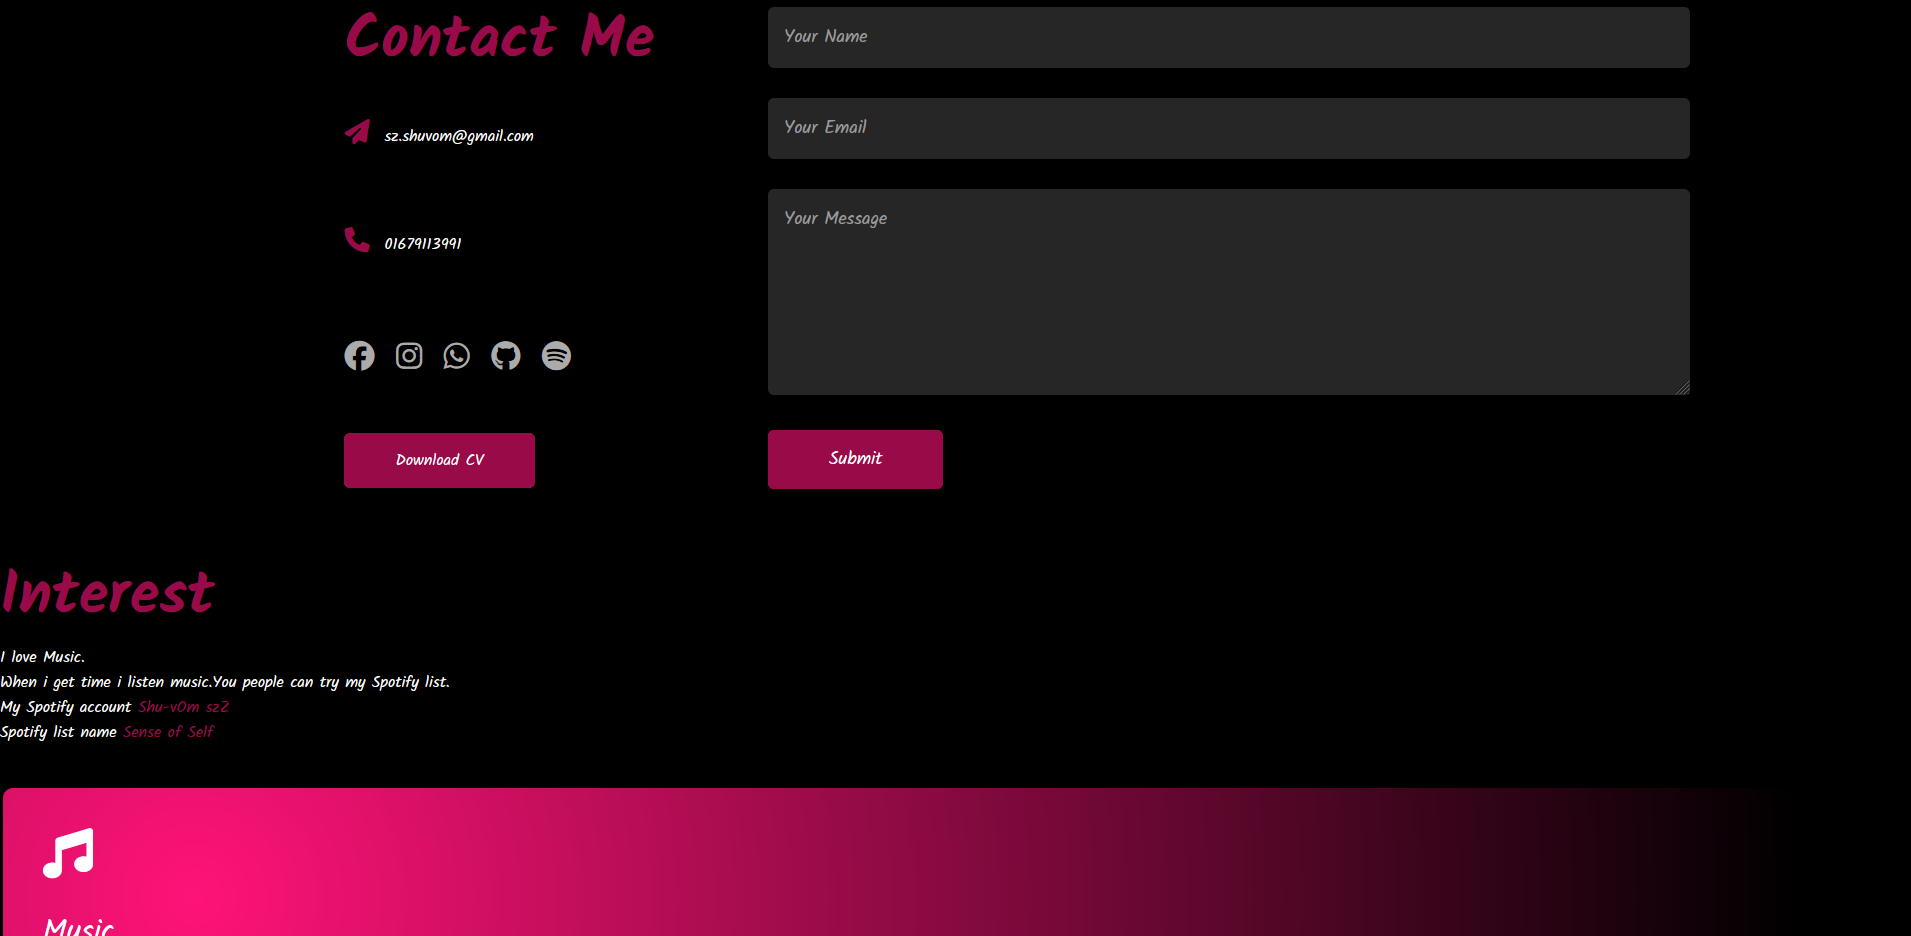 Contact Me
sz.shuvom@gmail.com
01679113991
Download CV
Your Name
Your Email
Your Message
Submit
Interest
I love Music.
When i get time i listen music.You people can try my Spotify list.
My Spotify account Shu-vOm szZ
Spotify list name Sense of Self
Music